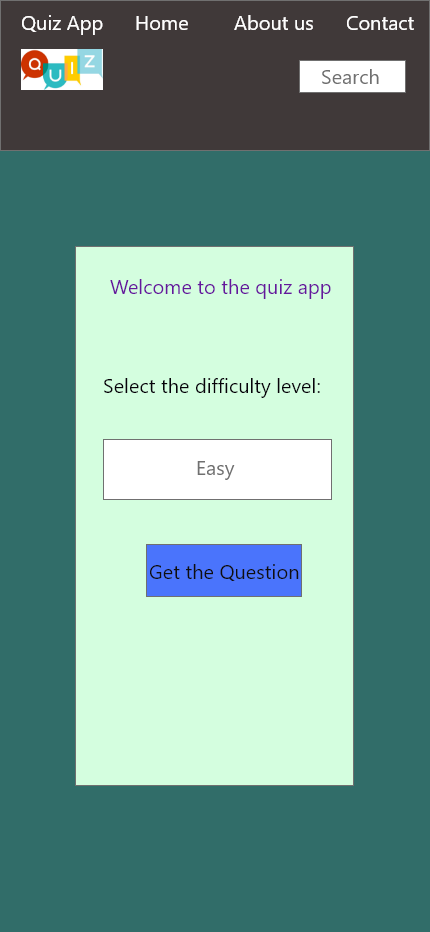 Quiz App Home About us Contact
QUIZ
Search
Welcome to the quiz app
Select the difficulty level:
Easy
Get the Question